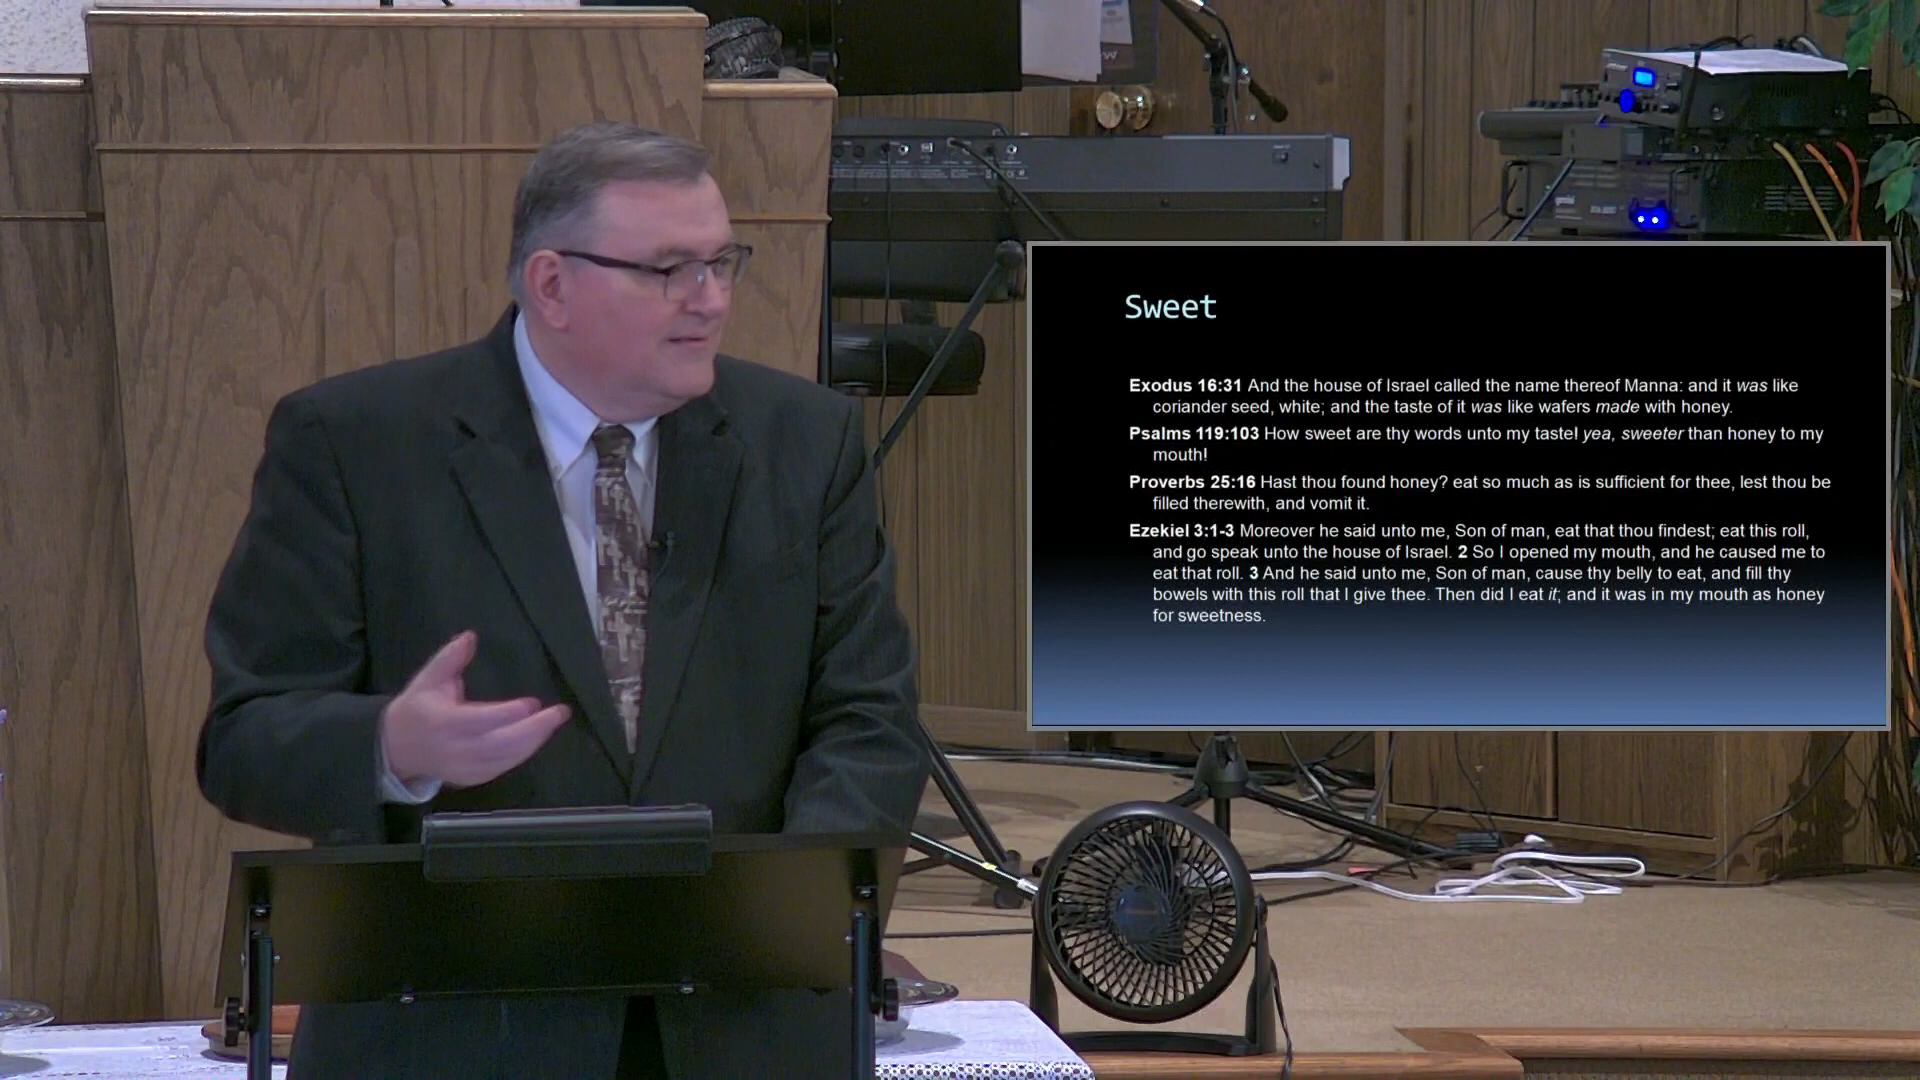 Sweet
Exodus 16:31 And the house of Israel called the name thereof Manna: and it was like
coriander seed, white; and the taste of it was like wafers made with honey.
Psalms 119:103 How sweet are thy words unto my taste! yea, sweeter than honey to my
mouth!
Proverbs 25:16 Hast thou found honey? eat so much as is sufficient for thee, lest thou be
filled therewith, and vomit it.
Ezekiel 3:1-3 Moreover he said unto me, Son of man, eat that thou findest; eat this roll,
and go speak unto the house of Israel. 2 So I opened my mouth, and he caused me to
eat that roll. 3 And he said unto me, Son of man, cause thy belly to eat, and fill thy
bowels with this roll that I give thee. Then did I eat it; and it was in my mouth as honey
for sweetness.